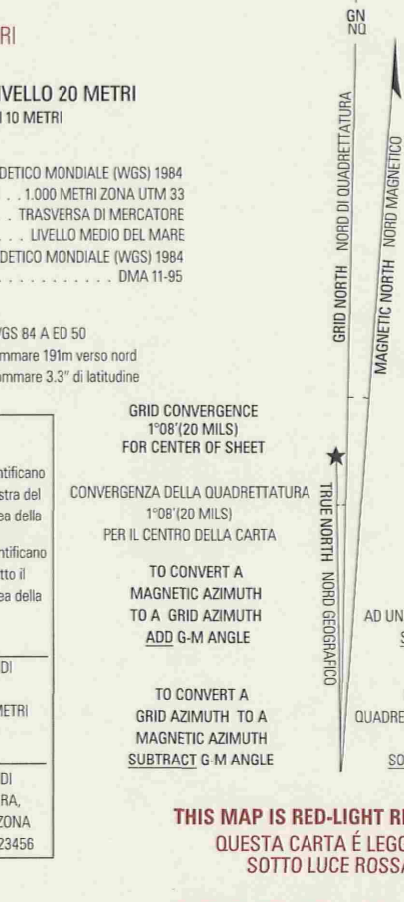 RI
IVELLO 20 METRI
I 10 METRI
DETICO MONDIALE (WGS) 1984
. . 1.000 METRI ZONA UTM 33
. . TRASVERSA DI MERCATORE
. . . . LIVELLO MEDIO DEL MARE
DETICO MONDIALE (WGS) 1984
. . . . . . . . . . . . DMA 11-95
GS 84 A ED 50
mmare 191m verso nord
mmare 3.3" di latitudine
ntificano
stra del
ea della
ntificano
tto il
ea della
DI
METRI
DI
RA,
ZONA
23456
GRID CONVERGENCE
1°08'(20 MILS)
FOR CENTER OF SHEET
CONVERGENZA DELLA QUADRETTATURA
1°08'(20 MILS)
PER IL CENTRO DELLA CARTA
TO CONVERT A
MAGNETIC AZIMUTH
TO A GRID AZIMUTH
ADD G-M ANGLE
TO CONVERT A
GRID AZIMUTH TO A
MAGNETIC AZIMUTH
SUBTRACT G-M ANGLE
GN
NQ
GRID NORTH NORD DI QUADRETTATURA
MAGNETIC NORTH NORD MAGNETICO
TRUE NORTH NORD GEOGRAFICO
AD UN
S
QUADRE
SO
THIS MAP IS RED-LIGHT R
QUESTA CARTA É LEGG
SOTTO LUCE ROSSA